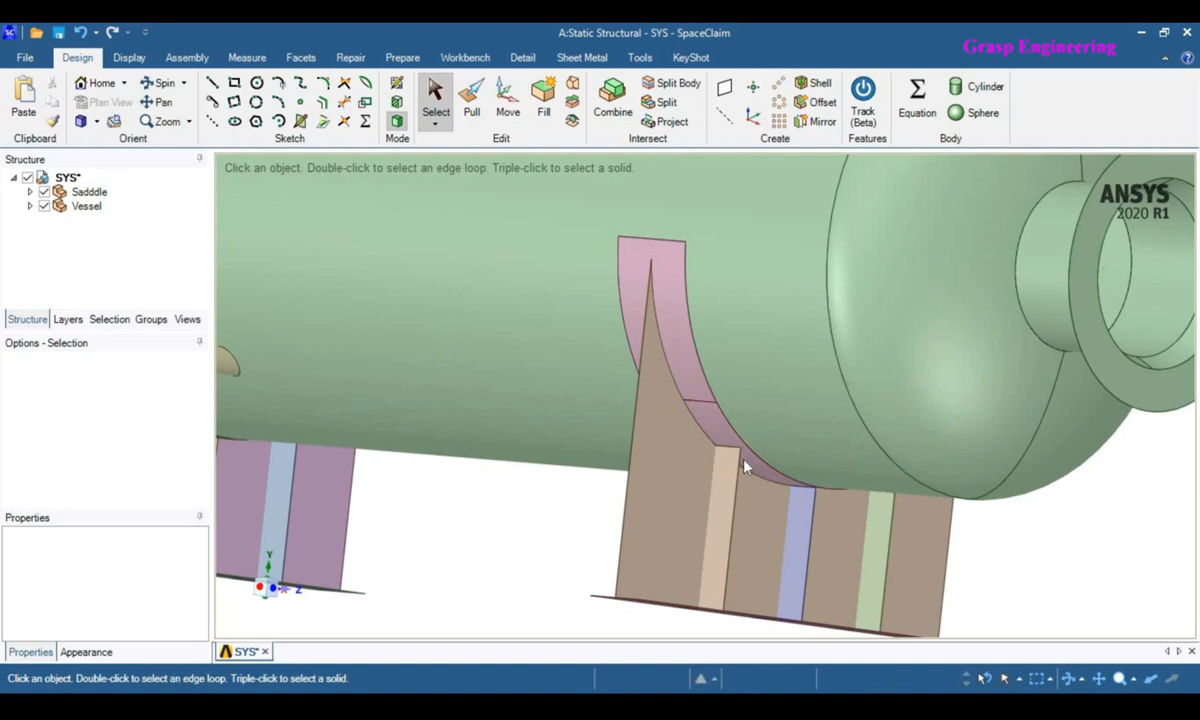 A:Static Structural - SYS - SpaceClaim
Grasp Engineering
File Design Display Assembly Measure Facets Repair Prepare Workbench Detail Sheet Metal Tools KeyShot
Paste
Home
Plan View
Spin
Pan
Zoom
Select
Pull
Move
Fill
Combine
Split Body
Split
Project
Shell
Offset
Mirror
Track (Beta)
Equation
Cylinder
Sphere
Clipboard Orient Sketch Mode Edit Intersect Create Features Body
Structure
SYS*
Sadddle
Vessel
Structure Layers Selection Groups Views
Options - Selection
Properties
Properties Appearance
Click an object. Double-click to select an edge loop. Triple-click to select a solid.
ANSYS
2020 R1
Y
Z
SYS*
Click an object. Double-click to select an edge loop. Triple-click to select a solid.